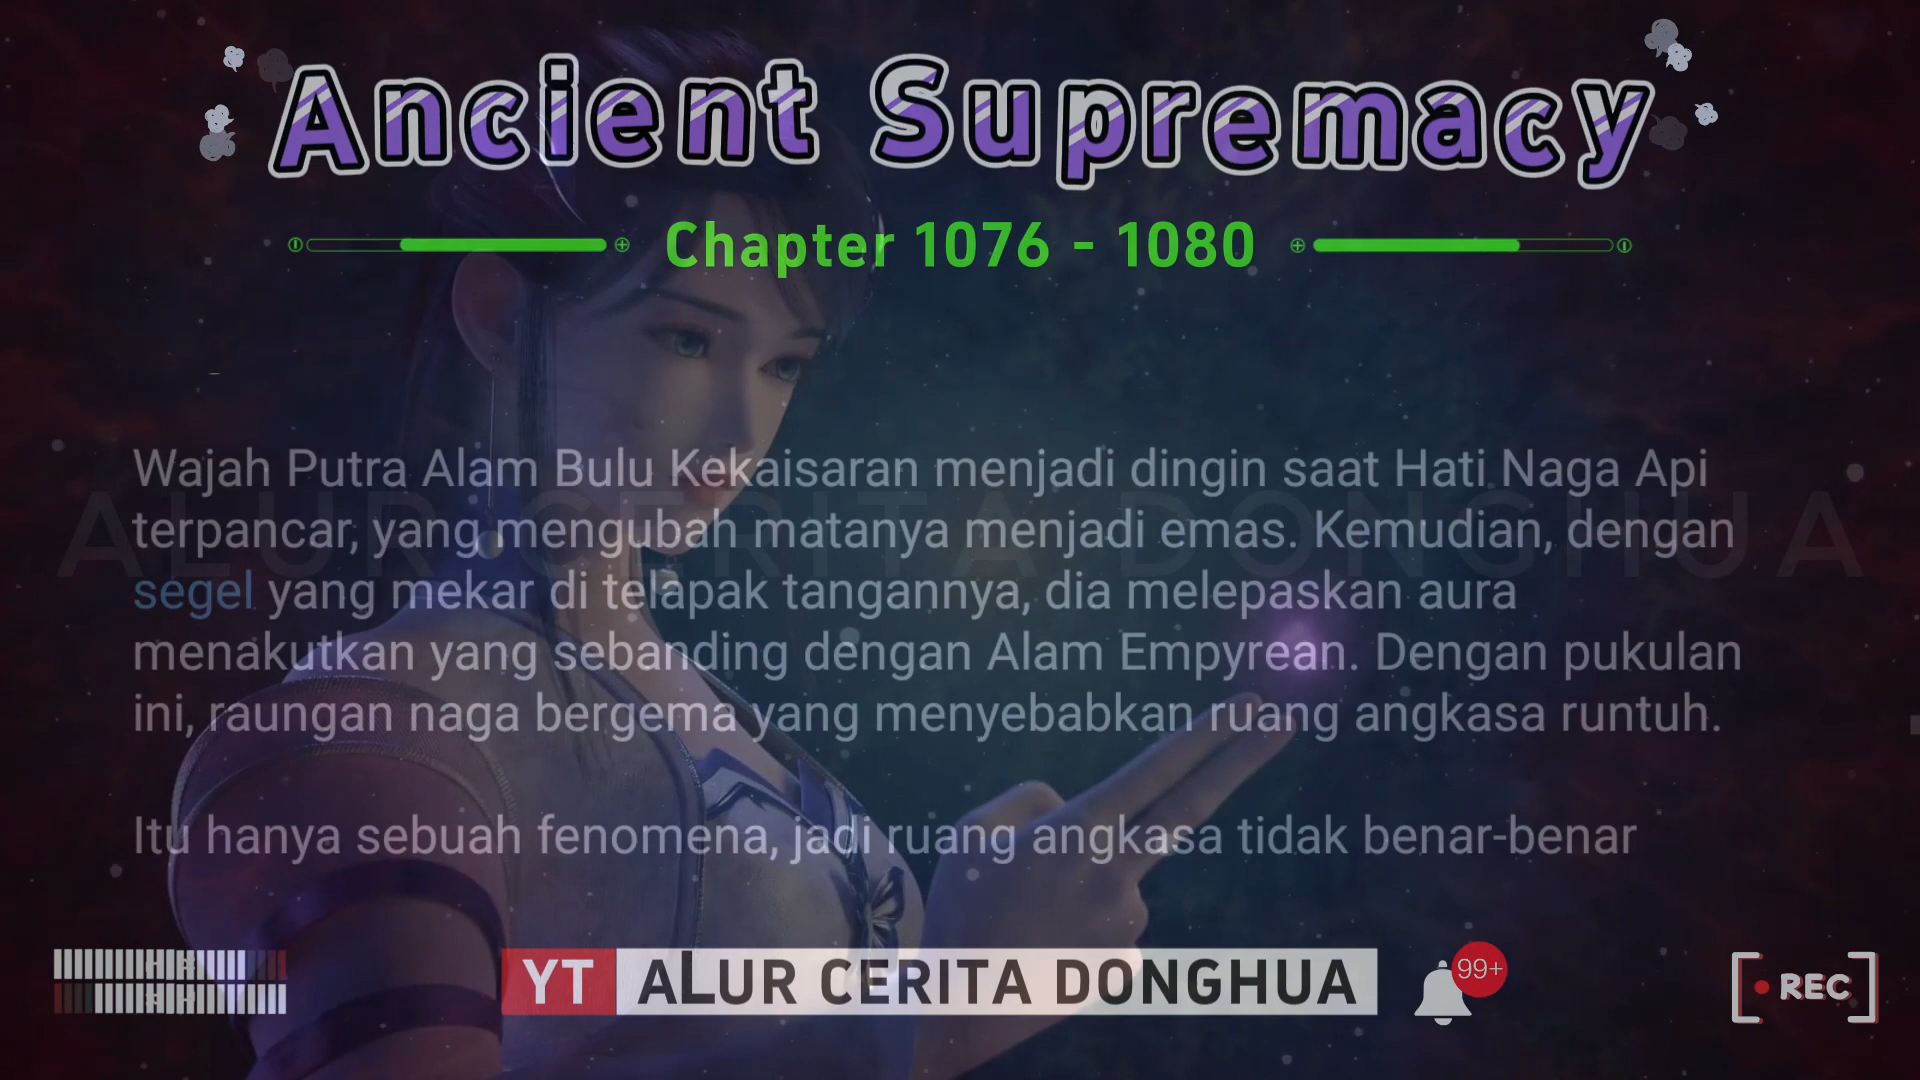 Ancient Supremacy
Chapter 1076 - 1080
Wajah Putra Alam Bulu Kekaisaran menjadi dingin saat Hati Naga Api
ALUR CERITA DONGHUA
terpancar, yang mengubah matanya menjadi emas. Kemudian, dengan
segel yang mekar di telapak tangannya, dia melepaskan aura
menakutkan yang sebanding dengan Alam Empyrean. Dengan pukulan
ini, raungan naga bergema yang menyebabkan ruang angkasa runtuh.
Itu hanya sebuah fenomena, jadi ruang angkasa tidak benar-benar
YT ALUR CERITA DONGHUA
99+
REC